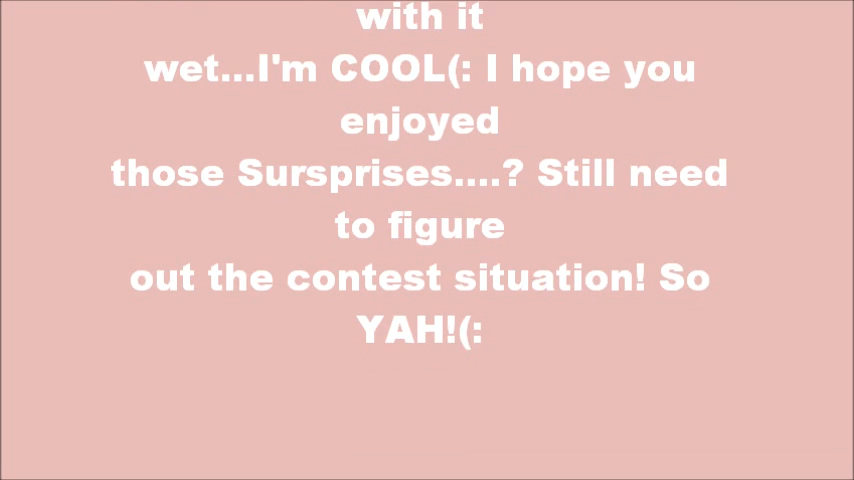 with it
wet...I'm COOL(: I hope you
enjoyed
those Sursprises....? Still need
to figure
out the contest situation! So
YAH!(: